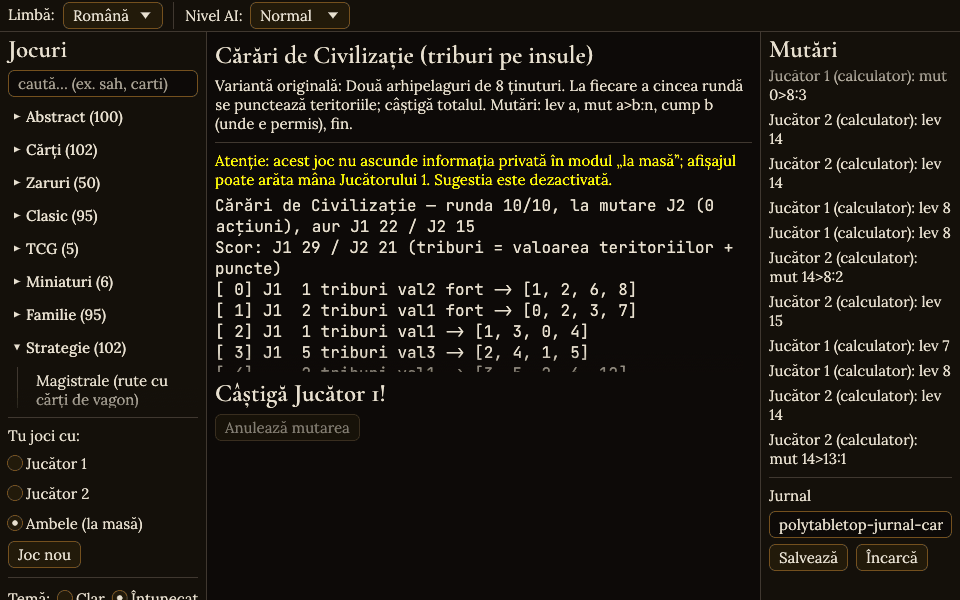 Limbă: Română ▼ Nivel AI: Normal ▼
Jocuri
caută... (ex. sah, carti)
▸ Abstract (100)
▸ Cărți (102)
▸ Zaruri (50)
▸ Clasic (95)
▸ TCG (5)
▸ Miniaturi (6)
▸ Familie (95)
▾ Strategie (102)
Magistrale (rute cu
cărți de vagon)
Tu joci cu:
Jucător 1
Jucător 2
Ambele (la masă)
Joc nou
Temă: Clar Întunecat
Cărări de Civilizație (triburi pe insule)
Variantă originală: Două arhipelaguri de 8 ținuturi. La fiecare a cincea rundă
se punctează teritoriile; câștigă totalul. Mutări: lev a, mut a>b:n, cump b
(unde e permis), fin.
Atenție: acest joc nu ascunde informația privată în modul „la masă”; afișajul
poate arăta mâna Jucătorului 1. Sugestia este dezactivată.
Cărări de Civilizație — runda 10/10, la mutare J2 (0
acțiuni), aur J1 22 / J2 15
Scor: J1 29 / J2 21 (triburi = valoarea teritoriilor +
puncte)
[ 0] J1 1 triburi val2 fort -> [1, 2, 6, 8]
[ 1] J1 2 triburi val1 fort -> [0, 2, 3, 7]
[ 2] J1 1 triburi val1 -> [1, 3, 0, 4]
[ 3] J1 5 triburi val3 -> [2, 4, 1, 5]
Câștigă Jucător 1!
Anulează mutarea
Mutări
Jucător 1 (calculator): mut
0>8:3
Jucător 2 (calculator): lev
14
Jucător 2 (calculator): lev
14
Jucător 1 (calculator): lev 8
Jucător 1 (calculator): lev 8
Jucător 2 (calculator):
mut 14>8:2
Jucător 2 (calculator): lev
15
Jucător 1 (calculator): lev 7
Jucător 1 (calculator): lev 8
Jucător 2 (calculator): lev
14
Jucător 2 (calculator):
mut 14>13:1
Jurnal
polytabletop-jurnal-car
Salvează Încarcă